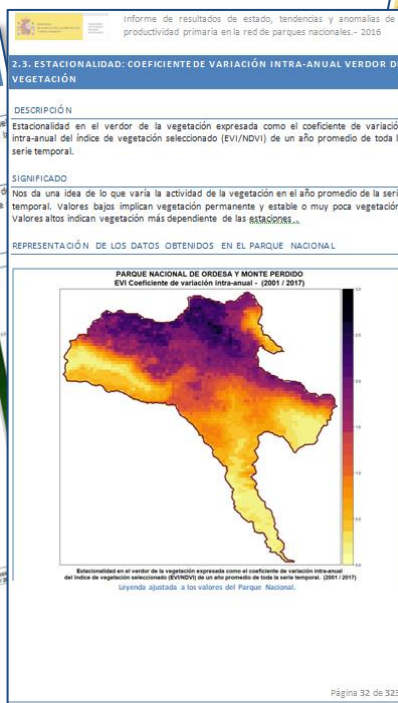 Informe de resultados de estado, tendencias y anomalías de
productividad primaria en la red de parques nacionales.- 2016
2.3. ESTACIONALIDAD: COEFICIENTE DE VARIACIÓN INTRA-ANUAL VERDOR DE
VEGETACIÓN
DESCRIPCIÓN
Estacionalidad en el verdor de la vegetación expresada como el coeficiente de variació
intra-anual del índice de vegetación seleccionado (EVI/NDVI) de un año promedio de toda l
serie temporal.
SIGNIFICADO
Nos da una idea de lo que varía la actividad de la vegetación en el año promedio de la seri
temporal. Valores bajos implican vegetación permanente y estable o muy poca vegetación
Valores altos indican vegetación más dependiente de las estaciones .
REPRESENTACIÓN DE LOS DATOS OBTENIDOS EN EL PARQUE NACIONAL
PARQUE NACIONAL DE ORDESA Y MONTE PERDIDO
EVI Coeficiente de variación intra-anual - (2001 / 2017)
Estacionalidad en el verdor de la vegetación expresada como el coeficiente de variación intra-anual
del índice de vegetación seleccionado (EVI/NDVI) de un año promedio de toda la serie temporal. (2001 / 2017)
Leyenda ajustada a los valores del Parque Nacional.
Página 32 de 323